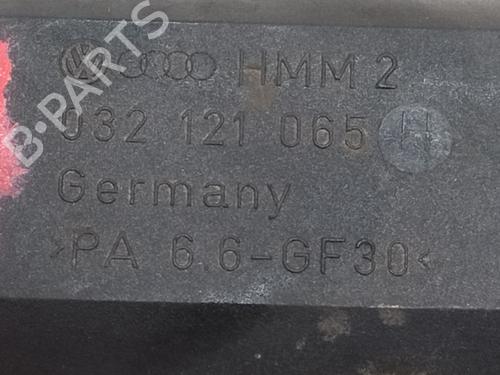 HMM 2
032 121 065 H
Germany
>PA 6.6-GF30<
B-PARTS